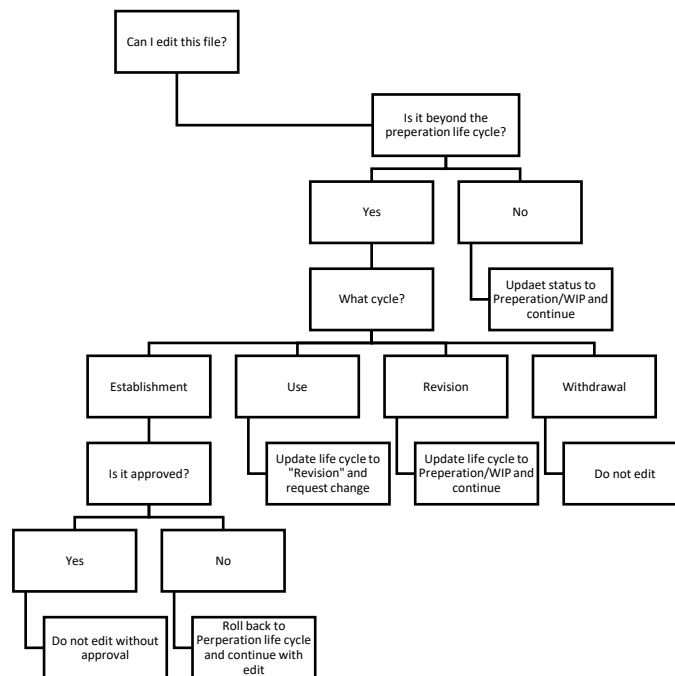 Can I edit this file?
Is it beyond the
preperation life cycle?
Yes
No
What cycle?
Updaet status to
Preperation/WIP and
continue
Establishment
Use
Revision
Withdrawal
Is it approved?
Update life cycle to
"Revision" and
request change
Update life cycle to
Preperation/WIP and
continue
Do not edit
Yes
No
Do not edit without
approval
Roll back to
Perperation life cycle
and continue with
edit